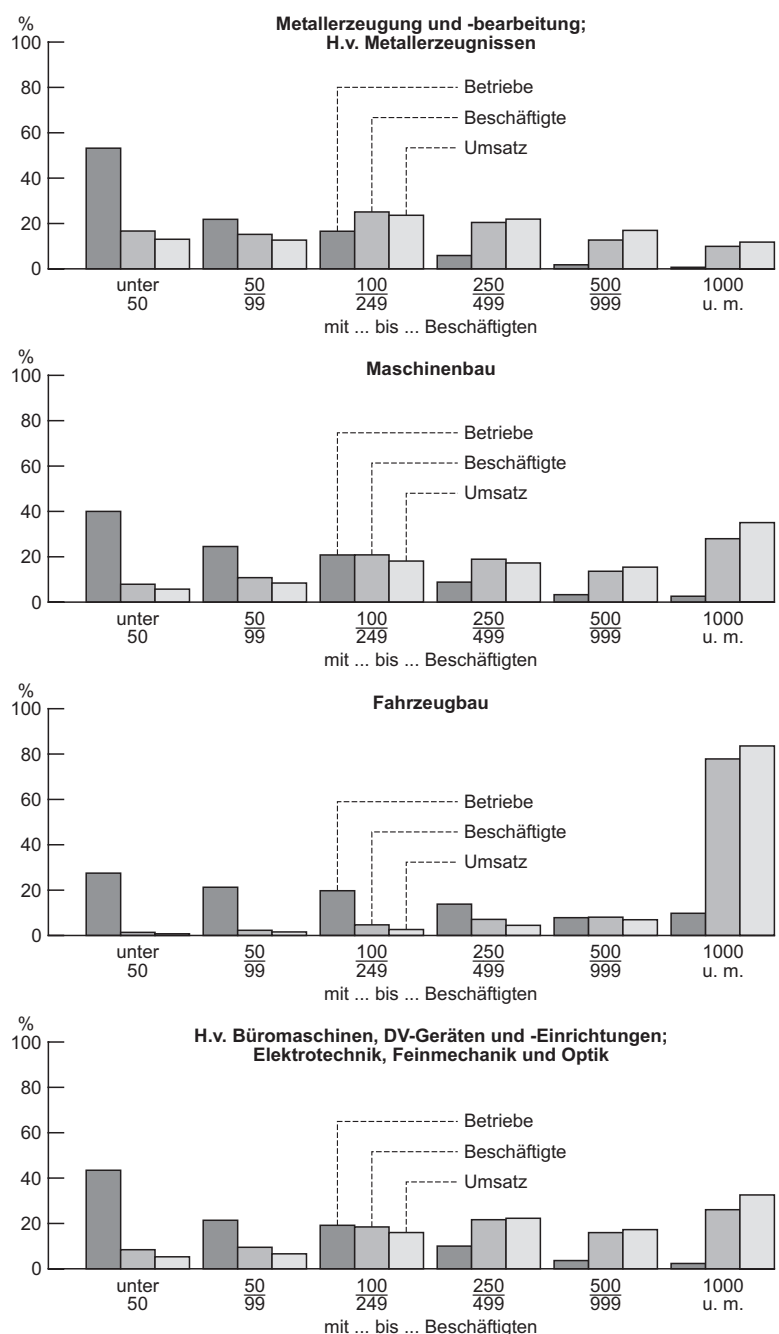 %
Metallerzeugung und -bearbeitung;
H.v. Metallerzeugnissen
100
80
60
40
20
0
Betriebe
Beschäftigte
Umsatz
unter 50
50 99
100 249
250 499
500 999
1000 u. m.
mit ... bis ... Beschäftigten
%
Maschinenbau
100
80
60
40
20
0
Betriebe
Beschäftigte
Umsatz
unter 50
50 99
100 249
250 499
500 999
1000 u. m.
mit ... bis ... Beschäftigten
%
Fahrzeugbau
100
80
60
40
20
0
Betriebe
Beschäftigte
Umsatz
unter 50
50 99
100 249
250 499
500 999
1000 u. m.
mit ... bis ... Beschäftigten
%
H.v. Büromaschinen, DV-Geräten und -Einrichtungen;
Elektrotechnik, Feinmechanik und Optik
100
80
60
40
20
0
Betriebe
Beschäftigte
Umsatz
unter 50
50 99
100 249
250 499
500 999
1000 u. m.
mit ... bis ... Beschäftigten